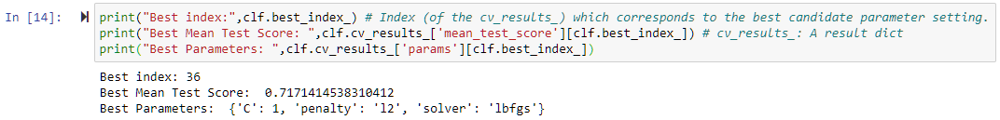 In [14]:
print("Best index:",clf.best_index_) # Index (of the cv_results_) which corresponds to the best candidate parameter setting.
print("Best Mean Test Score: ",clf.cv_results_['mean_test_score'][clf.best_index_]) # cv_results_: A result dict
print("Best Parameters: ",clf.cv_results_['params'][clf.best_index_])
Best index: 36
Best Mean Test Score:  0.7171414538310412
Best Parameters:  {'C': 1, 'penalty': 'l2', 'solver': 'lbfgs'}